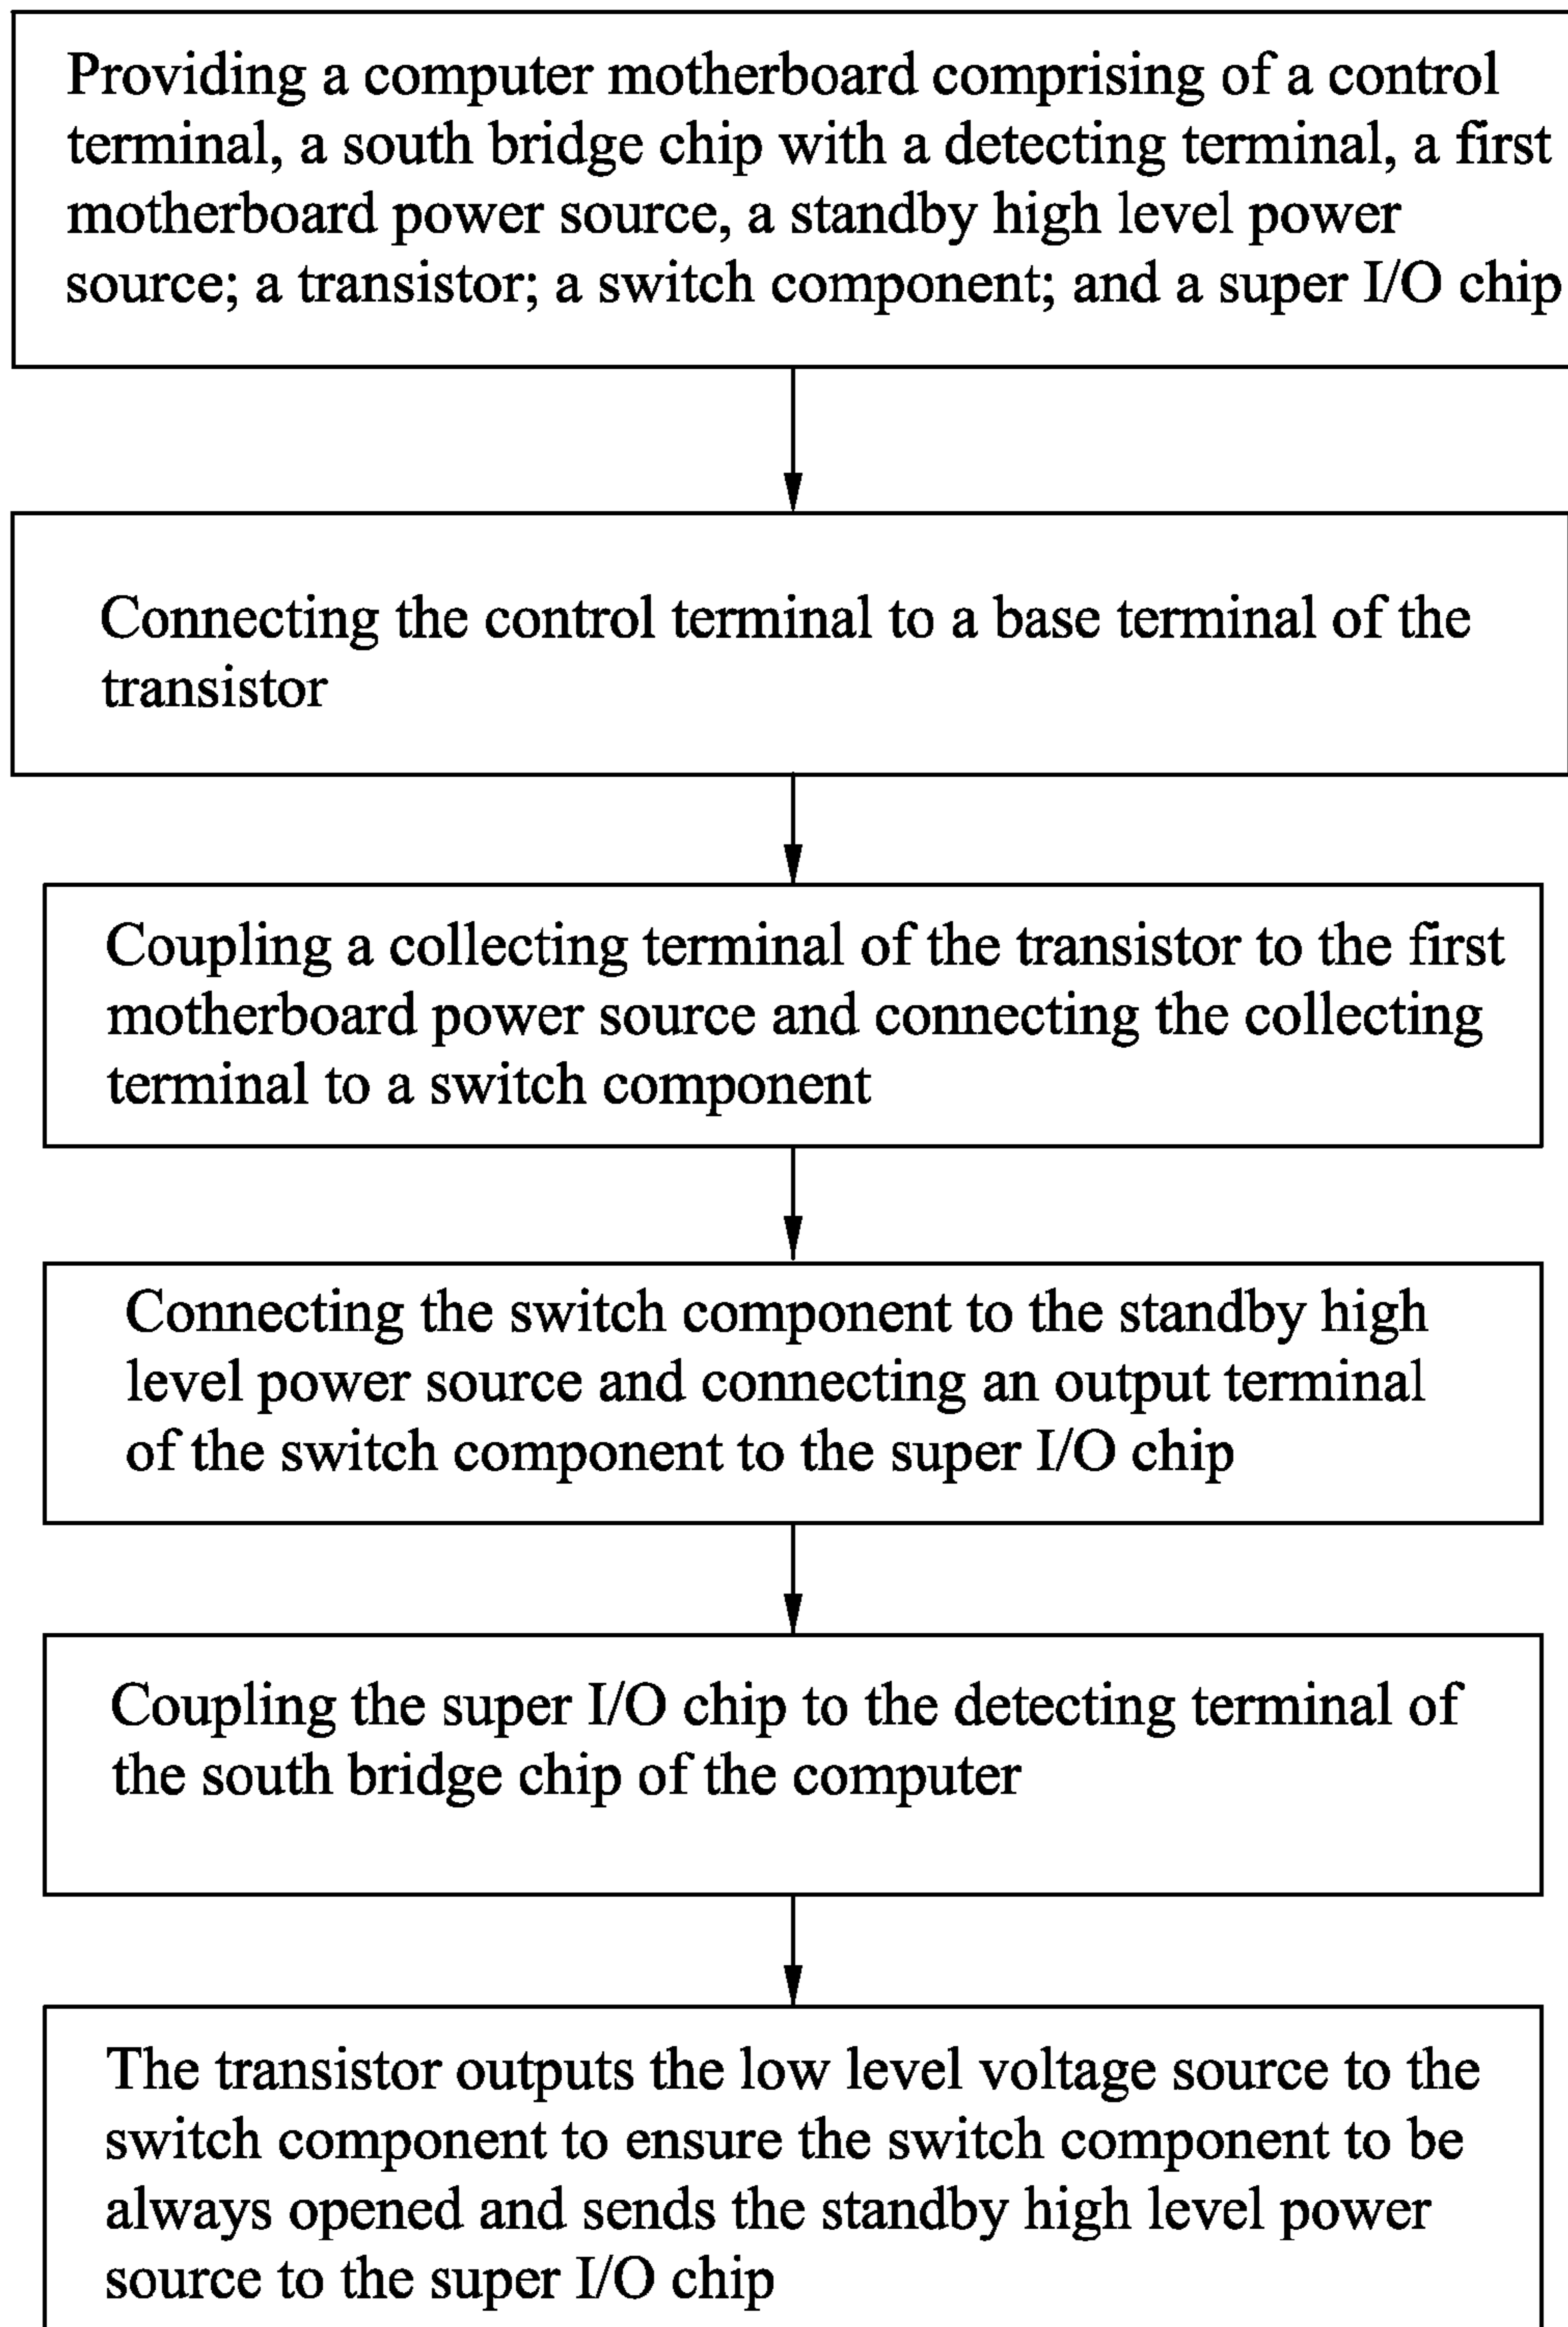 Providing a computer motherboard comprising of a control
terminal, a south bridge chip with a detecting terminal, a first
motherboard power source, a standby high level power
source; a transistor; a switch component; and a super I/O chip
Connecting the control terminal to a base terminal of the
transistor
Coupling a collecting terminal of the transistor to the first
motherboard power source and connecting the collecting
terminal to a switch component
Connecting the switch component to the standby high
level power source and connecting an output terminal
of the switch component to the super I/O chip
Coupling the super I/O chip to the detecting terminal of
the south bridge chip of the computer
The transistor outputs the low level voltage source to the
switch component to ensure the switch component to be
always opened and sends the standby high level power
source to the super I/O chip